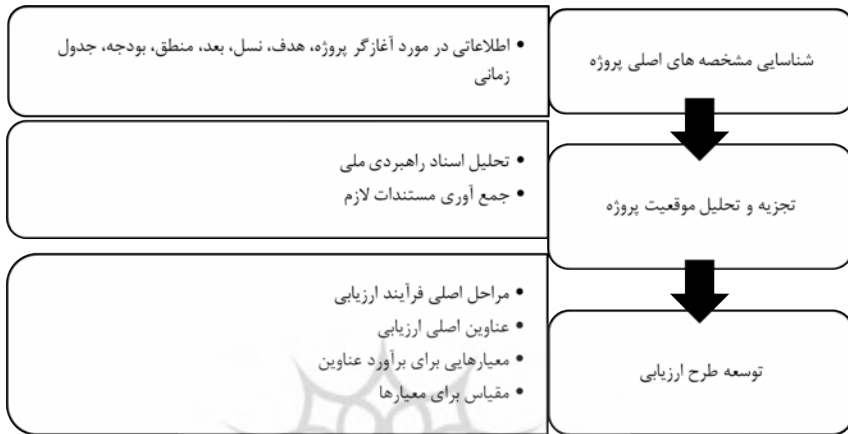 شناسایی مشخصه های اصلی پروژه
• اطلاعاتی در مورد آغازگر پروژه، هدف، نسل، بعد، منطق، بودجه، جدول
زمانی
تجزیه و تحلیل موقعیت پروژه
• تحلیل اسناد راهبردی ملی
• جمع آوری مستندات لازم
توسعه طرح ارزیابی
• مراحل اصلی فرآیند ارزیابی
• عناوین اصلی ارزیابی
• معیارهایی برای برآورد عناوین
• مقیاس برای معیارها